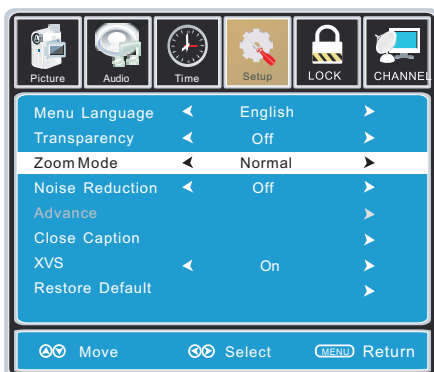 Picture Audio Time Setup LOCK CHANNEL
Menu Language English
Transparency Off
Zoom Mode Normal
Noise Reduction Off
Advance
Close Caption
XVS On
Restore Default
Move Select MENU Return